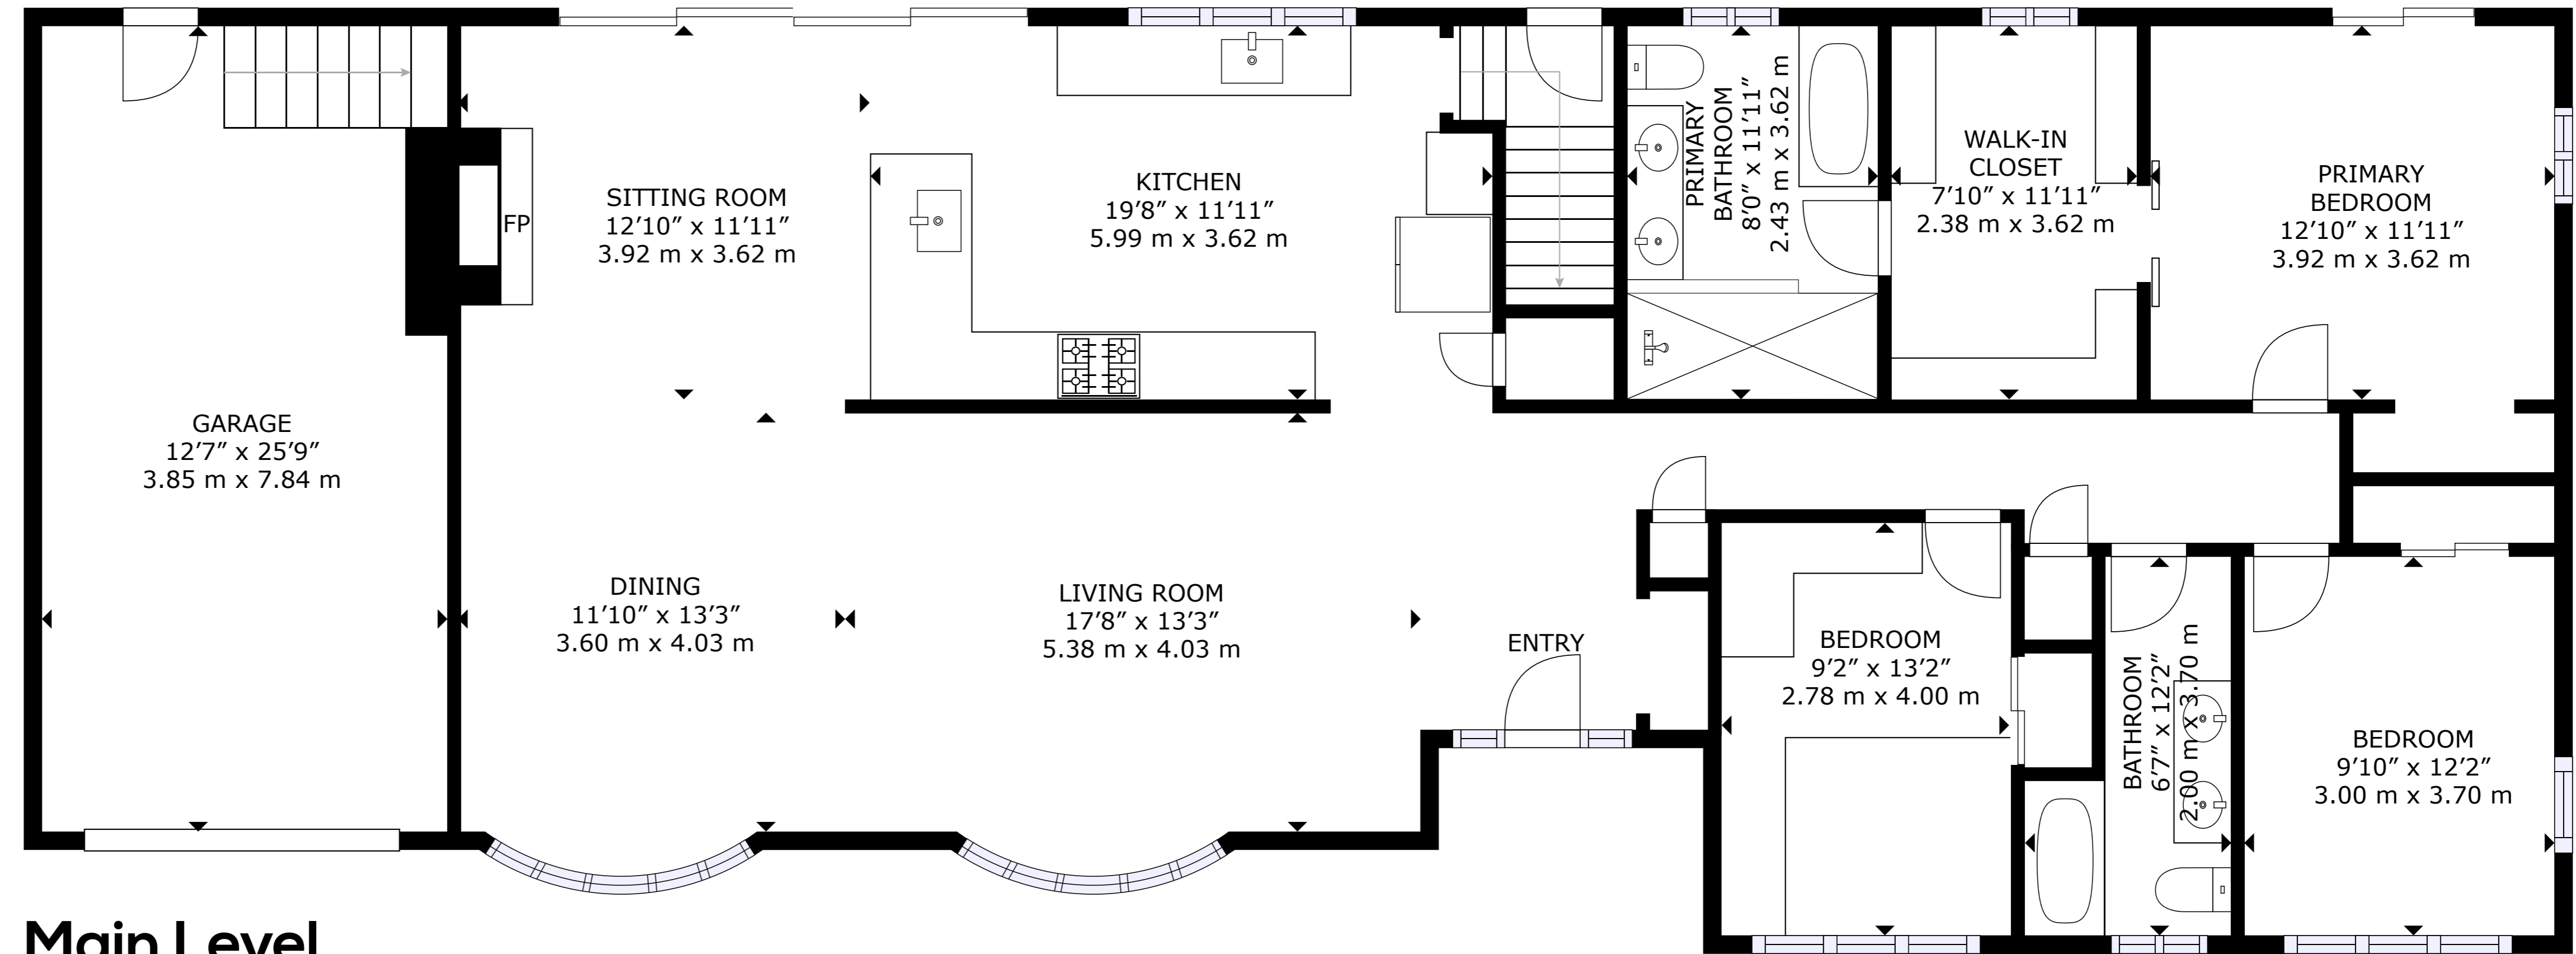 GARAGE
12'7" x 25'9"
3.85 m x 7.84 m
FP
SITTING ROOM
12'10" x 11'11"
3.92 m x 3.62 m
KITCHEN
19'8" x 11'11"
5.99 m x 3.62 m
PRIMARY
BATHROOM
8'0" x 11'11"
2.43 m x 3.62 m
WALK-IN
CLOSET
7'10" x 11'11"
2.38 m x 3.62 m
PRIMARY
BEDROOM
12'10" x 11'11"
3.92 m x 3.62 m
DINING
11'10" x 13'3"
3.60 m x 4.03 m
LIVING ROOM
17'8" x 13'3"
5.38 m x 4.03 m
ENTRY
BEDROOM
9'2" x 13'2"
2.78 m x 4.00 m
BATHROOM
6'7" x 12'2"
2.00 m x 3.70 m
BEDROOM
9'10" x 12'2"
3.00 m x 3.70 m
Main Level